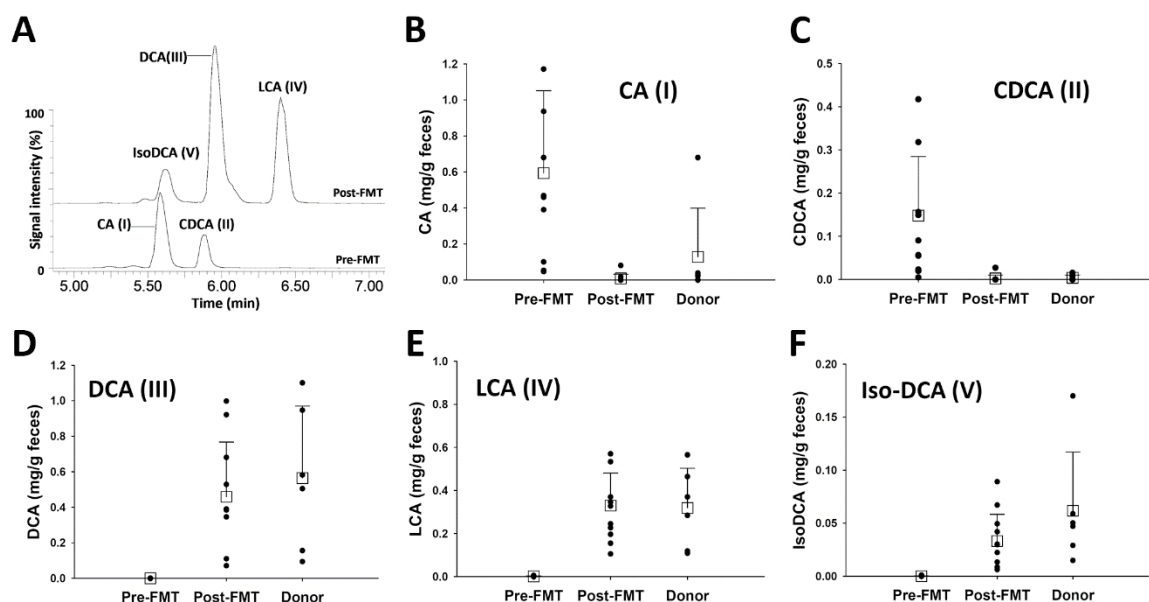 A
DCA(III)
LCA (IV)
100
IsoDCA (V)
Post-FMT
CA (I)
CDCA (II)
0
Pre-FMT
5.00 5.50 6.00 6.50 7.00
Time (min)
Signal intensity (%)
B
CA (I)
1.2
1.0
0.8
0.6
0.4
0.2
0.0
CA (mg/g feces)
Pre-FMT Post-FMT Donor
C
CDCA (II)
0.5
0.4
0.3
0.2
0.1
0.0
CDCA (mg/g feces)
Pre-FMT Post-FMT Donor
D
DCA (III)
1.2
1.0
0.8
0.6
0.4
0.2
0.0
DCA (mg/g feces)
Pre-FMT Post-FMT Donor
E
LCA (IV)
1.0
0.8
0.6
0.4
0.2
0.0
LCA (mg/g feces)
Pre-FMT Post-FMT Donor
F
Iso-DCA (V)
0.20
0.15
0.10
0.05
0.00
IsoDCA (mg/g feces)
Pre-FMT Post-FMT Donor